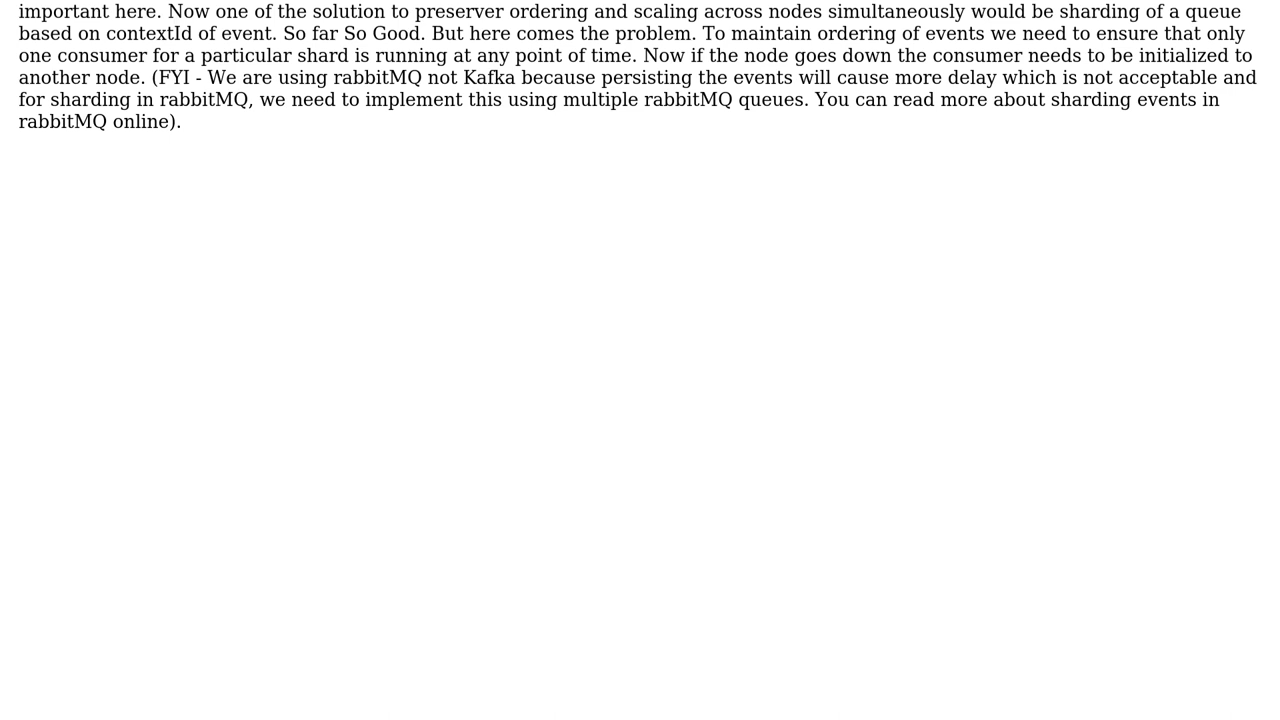 important here. Now one of the solution to preserver ordering and scaling across nodes simultaneously would be sharding of a queue
based on contextId of event. So far So Good. But here comes the problem. To maintain ordering of events we need to ensure that only
one consumer for a particular shard is running at any point of time. Now if the node goes down the consumer needs to be initialized to
another node. (FYI - We are using rabbitMQ not Kafka because persisting the events will cause more delay which is not acceptable and
for sharding in rabbitMQ, we need to implement this using multiple rabbitMQ queues. You can read more about sharding events in
rabbitMQ online).